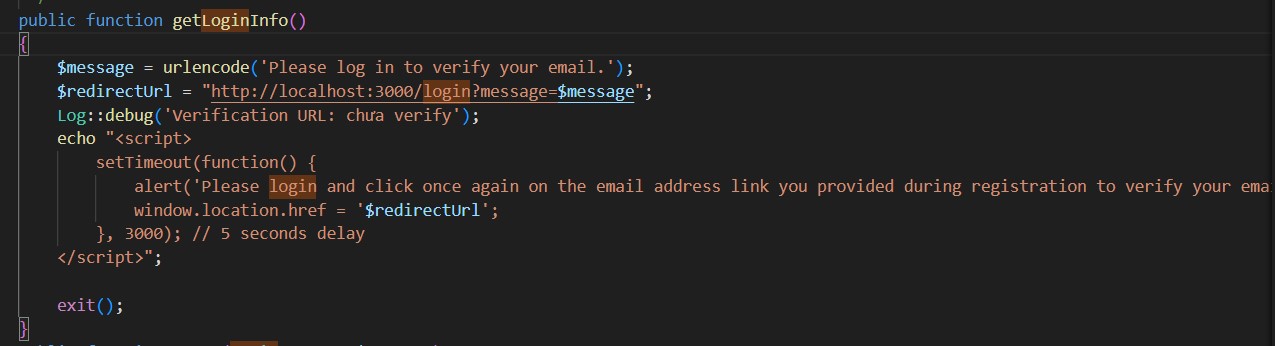 public function getLoginInfo()
{
    $message = urlencode('Please log in to verify your email.');
    $redirectUrl = "http://localhost:3000/login?message=$message";
    Log::debug('Verification URL: chưa verify');
    echo "<script>
        setTimeout(function() {
            alert('Please login and click once again on the email address link you provided during registration to verify your ema
            window.location.href = '$redirectUrl';
        }, 3000); // 5 seconds delay
    </script>";
    exit();
}